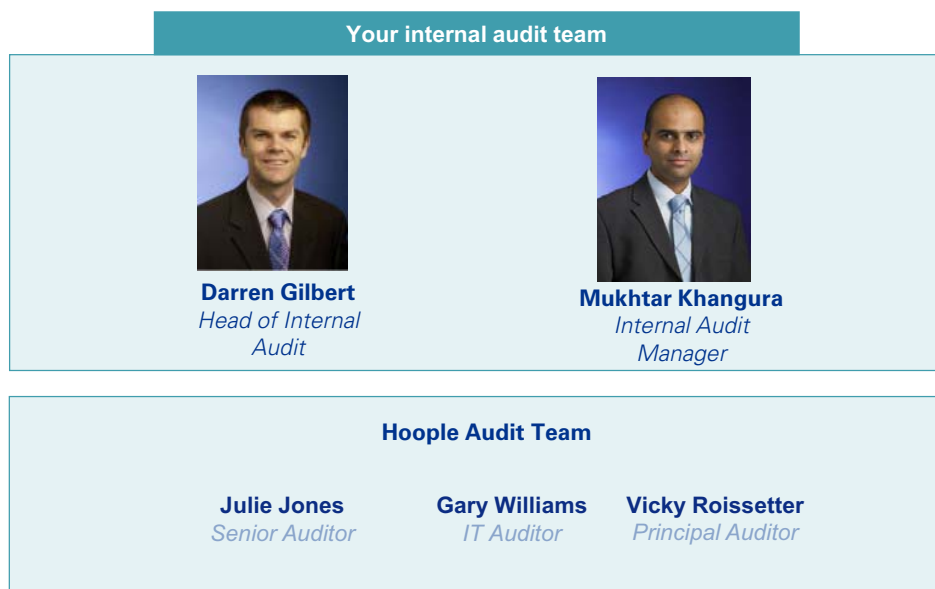 Your internal audit team
Darren Gilbert
Head of Internal
Audit
Mukhtar Khangura
Internal Audit
Manager
Hoople Audit Team
Julie Jones
Senior Auditor
Gary Williams
IT Auditor
Vicky Roissetter
Principal Auditor